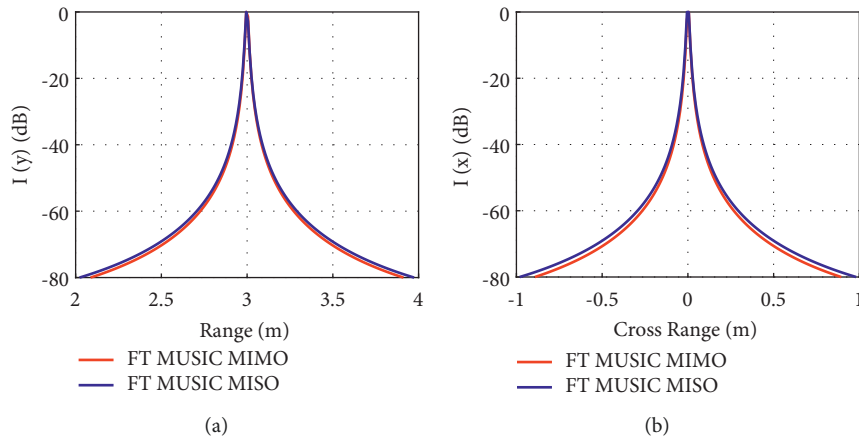 0
-20
-40
-60
-80
I (y) (dB)
2
2.5
3
3.5
4
Range (m)
FT MUSIC MIMO
FT MUSIC MISO
(a)
0
-20
-40
-60
-80
I (x) (dB)
-1
-0.5
0
0.5
1
Cross Range (m)
FT MUSIC MIMO
FT MUSIC MISO
(b)